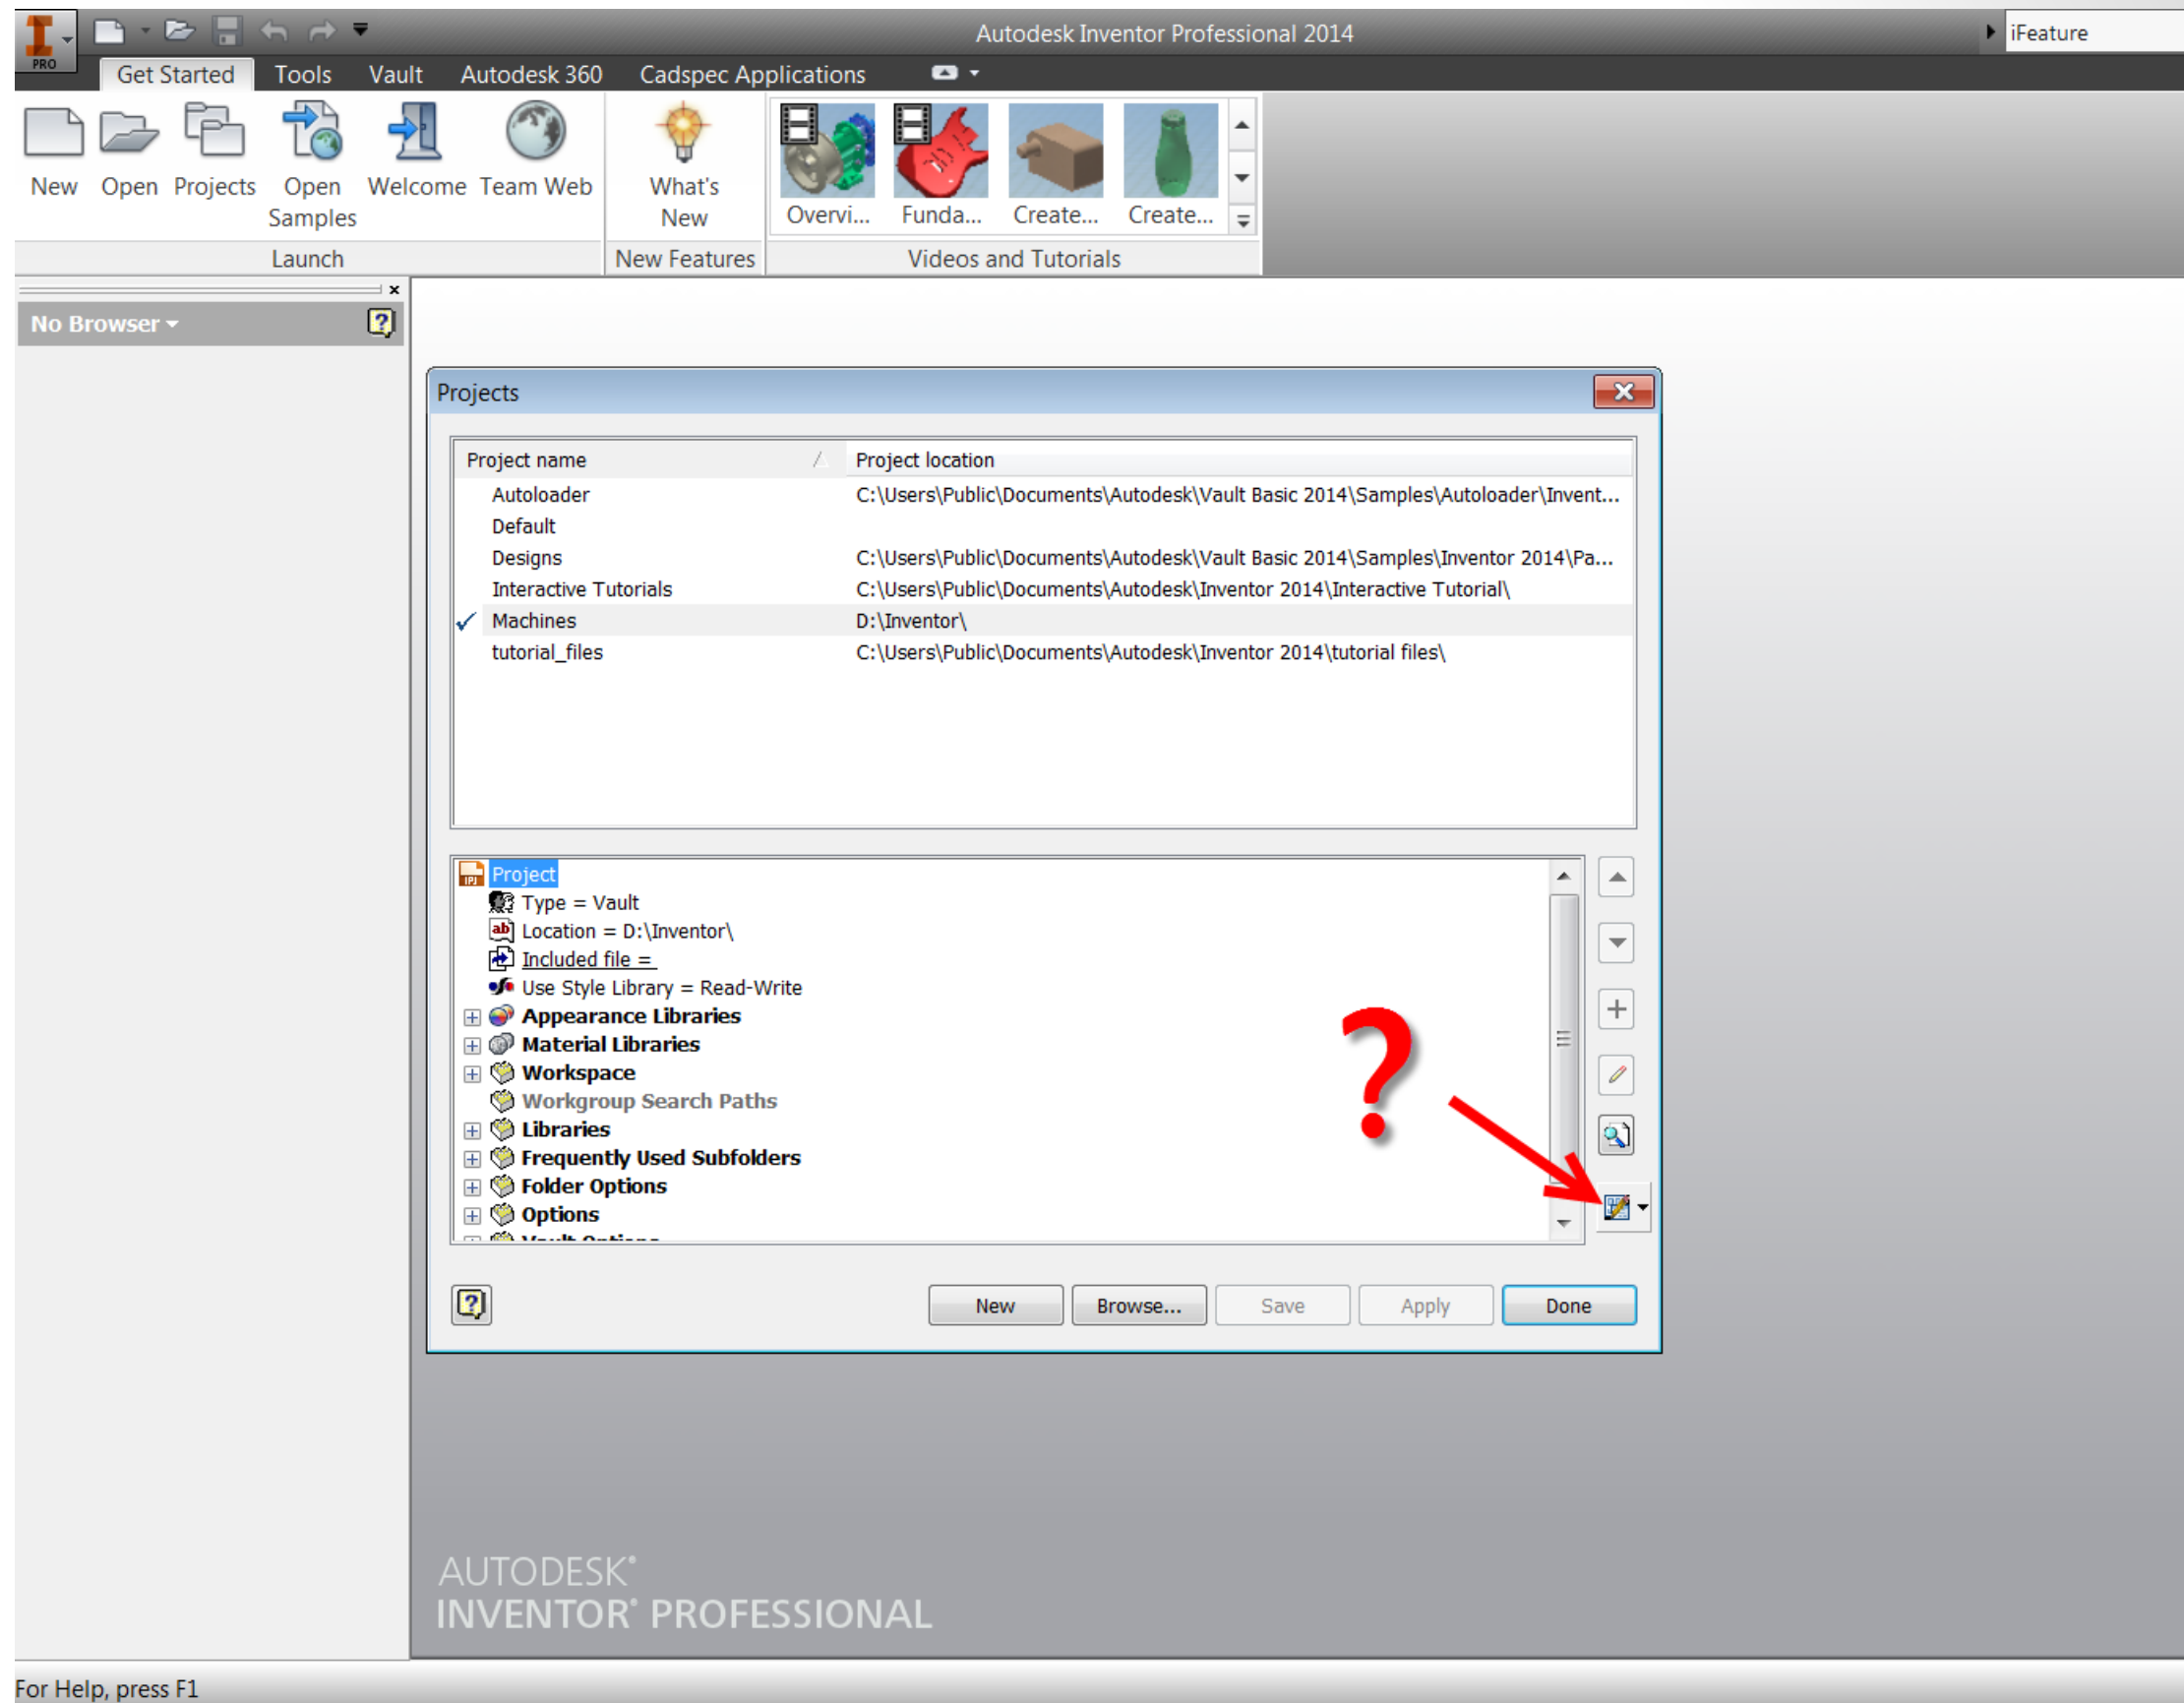 Autodesk Inventor Professional 2014
iFeature
PRO
Get Started Tools Vault Autodesk 360 Cadspec Applications
New Open Projects Open Samples Welcome Team Web What's New Overvi... Funda... Create... Create...
Launch New Features Videos and Tutorials
No Browser
Projects
Project name Project location
Autoloader C:\Users\Public\Documents\Autodesk\Vault Basic 2014\Samples\Autoloader\Invent...
Default
Designs C:\Users\Public\Documents\Autodesk\Vault Basic 2014\Samples\Inventor 2014\Pa...
Interactive Tutorials C:\Users\Public\Documents\Autodesk\Inventor 2014\Interactive Tutorial\
Machines D:\Inventor\
tutorial_files C:\Users\Public\Documents\Autodesk\Inventor 2014\tutorial files\
IPJ Project
Type = Vault
ab Location = D:\Inventor\
Included file =
Use Style Library = Read-Write
Appearance Libraries
Material Libraries
Workspace
Workgroup Search Paths
Libraries
Frequently Used Subfolders
Folder Options
Options
Vault Options
?
New Browse... Save Apply Done
AUTODESK®
INVENTOR® PROFESSIONAL
For Help, press F1